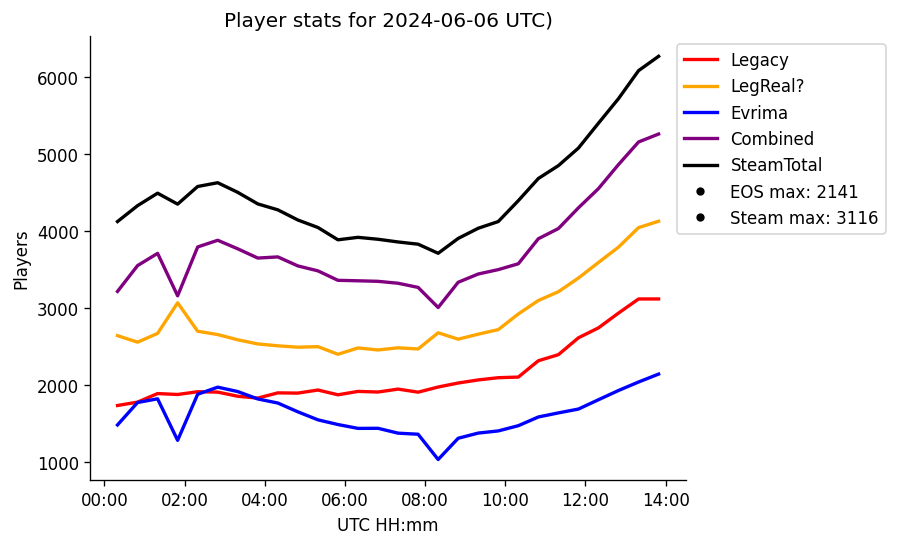 Player stats for 2024-06-06 UTC)
Legacy
LegReal?
Evrima
Combined
SteamTotal
EOS max: 2141
Steam max: 3116
Players
6000
5000
4000
3000
2000
1000
00:00 02:00 04:00 06:00 08:00 10:00 12:00 14:00
UTC HH:mm